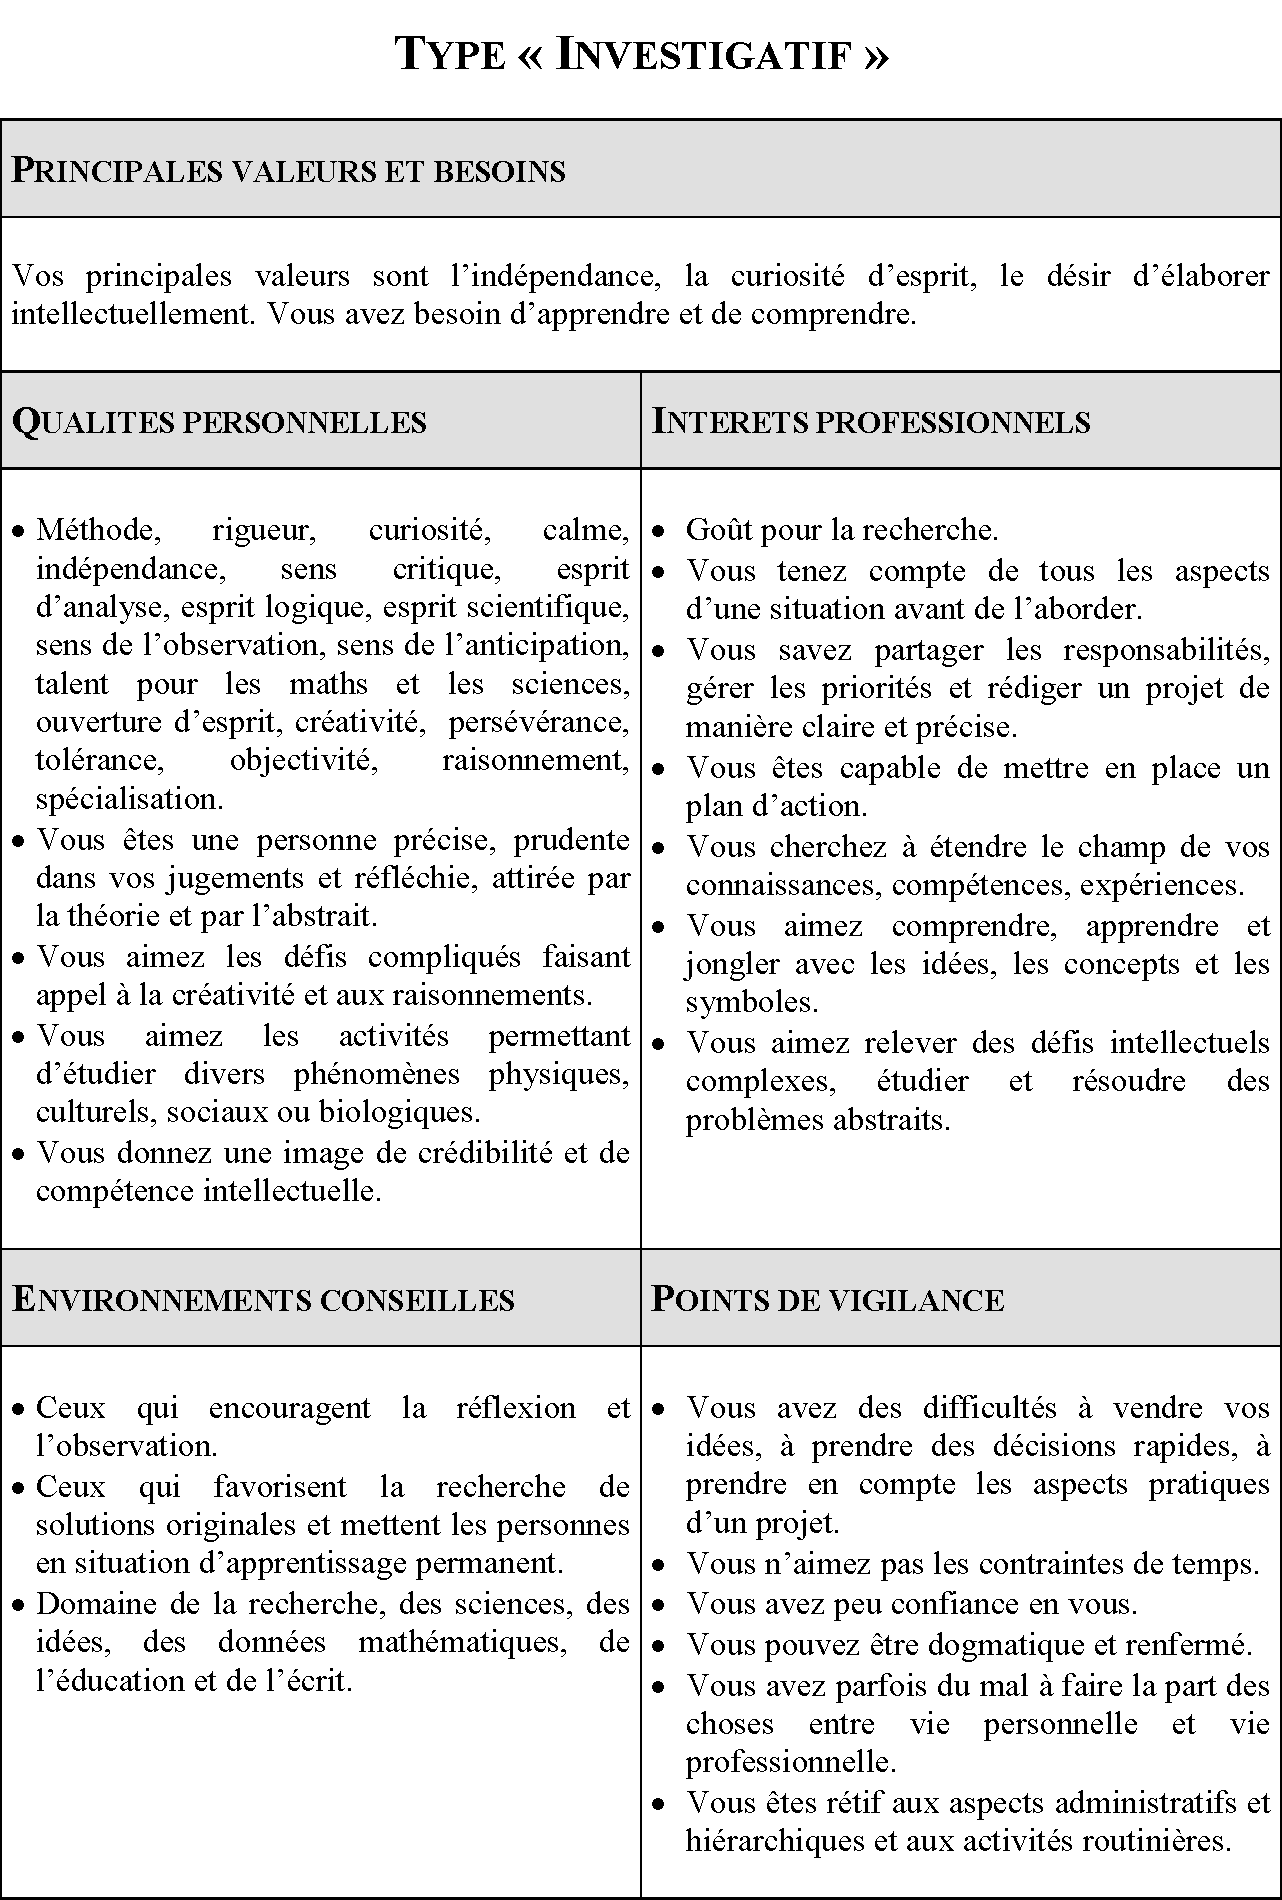 TYPE « INVESTIGATIF »
PRINCIPALES VALEURS ET BESOINS
Vos principales valeurs sont l’indépendance, la curiosité d’esprit, le désir d’élaborer
intellectuellement. Vous avez besoin d’apprendre et de comprendre.
QUALITES PERSONNELLES
• Méthode, rigueur, curiosité, calme,
indépendance, sens critique, esprit
d’analyse, esprit logique, esprit scientifique,
sens de l’observation, sens de l’anticipation,
talent pour les maths et les sciences,
ouverture d’esprit, créativité, persévérance,
tolérance, objectivité, raisonnement,
spécialisation.
• Vous êtes une personne précise, prudente
dans vos jugements et réfléchie, attirée par
la théorie et par l’abstrait.
• Vous aimez les défis compliqués faisant
appel à la créativité et aux raisonnements.
• Vous aimez les activités permettant
d’étudier divers phénomènes physiques,
culturels, sociaux ou biologiques.
• Vous donnez une image de crédibilité et de
compétence intellectuelle.
INTERETS PROFESSIONNELS
• Goût pour la recherche.
• Vous tenez compte de tous les aspects
d’une situation avant de l’aborder.
• Vous savez partager les responsabilités,
gérer les priorités et rédiger un projet de
manière claire et précise.
• Vous êtes capable de mettre en place un
plan d’action.
• Vous cherchez à étendre le champ de vos
connaissances, compétences, expériences.
• Vous aimez comprendre, apprendre et
jongler avec les idées, les concepts et les
symboles.
• Vous aimez relever des défis intellectuels
complexes, étudier et résoudre des
problèmes abstraits.
ENVIRONNEMENTS CONSEILLES
• Ceux qui encouragent la réflexion et
l’observation.
• Ceux qui favorisent la recherche de
solutions originales et mettent les personnes
en situation d’apprentissage permanent.
• Domaine de la recherche, des sciences, des
idées, des données mathématiques, de
l’éducation et de l’écrit.
POINTS DE VIGILANCE
• Vous avez des difficultés à vendre vos
idées, à prendre des décisions rapides, à
prendre en compte les aspects pratiques
d’un projet.
• Vous n’aimez pas les contraintes de temps.
• Vous avez peu confiance en vous.
• Vous pouvez être dogmatique et renfermé.
• Vous avez parfois du mal à faire la part des
choses entre vie personnelle et vie
professionnelle.
• Vous êtes rétif aux aspects administratifs et
hiérarchiques et aux activités routinières.